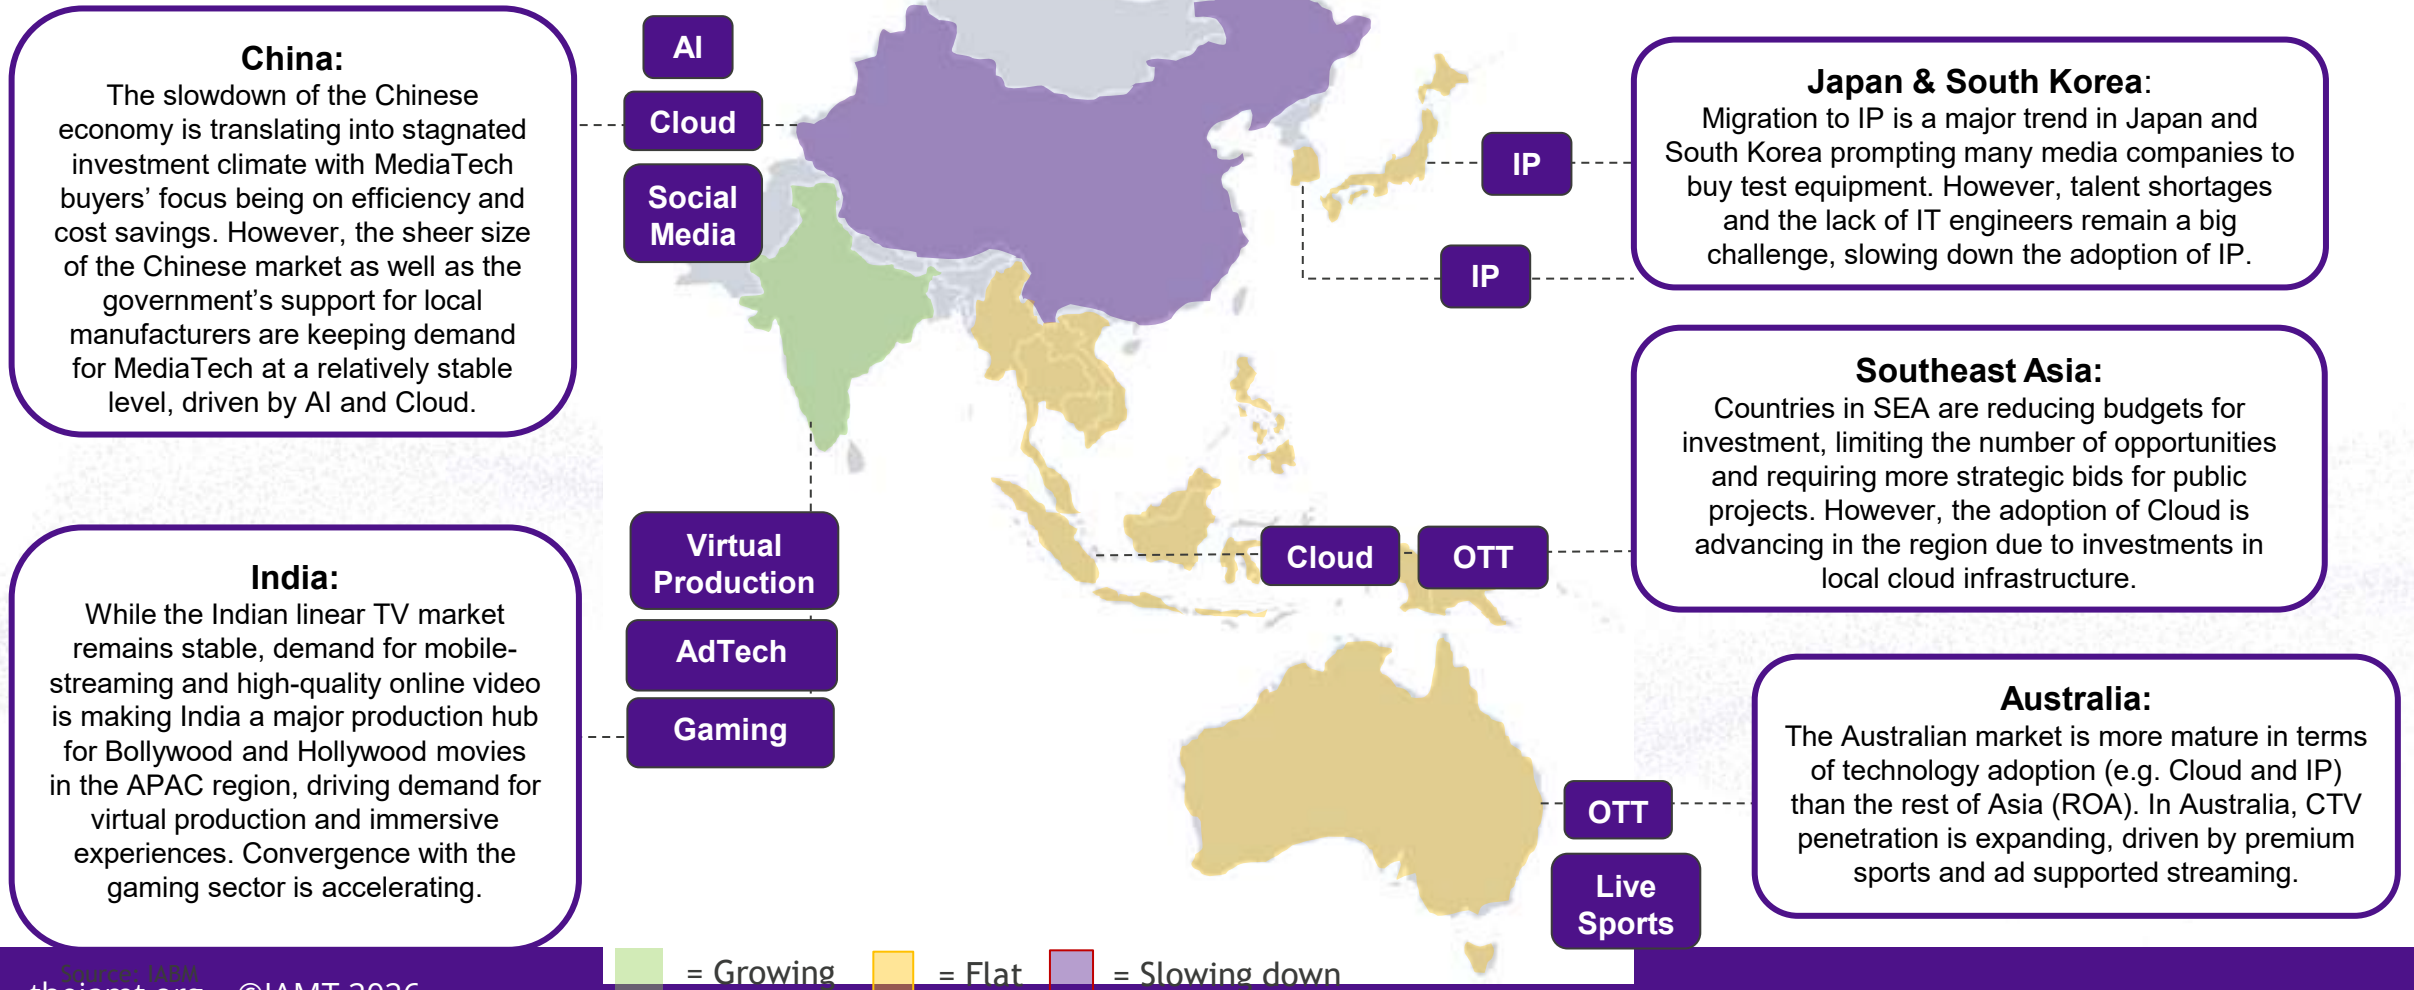 China:
The slowdown of the Chinese
economy is translating into stagnated
investment climate with MediaTech
buyers’ focus being on efficiency and
cost savings. However, the sheer size
of the Chinese market as well as the
government’s support for local
manufacturers are keeping demand
for MediaTech at a relatively stable
level, driven by AI and Cloud.
AI
Cloud
Social
Media
Japan & South Korea:
Migration to IP is a major trend in Japan and
South Korea prompting many media companies to
buy test equipment. However, talent shortages
and the lack of IT engineers remain a big
challenge, slowing down the adoption of IP.
IP
IP
Southeast Asia:
Countries in SEA are reducing budgets for
investment, limiting the number of opportunities
and requiring more strategic bids for public
projects. However, the adoption of Cloud is
advancing in the region due to investments in
local cloud infrastructure.
Cloud
OTT
India:
While the Indian linear TV market
remains stable, demand for mobile-
streaming and high-quality online video
is making India a major production hub
for Bollywood and Hollywood movies
in the APAC region, driving demand for
virtual production and immersive
experiences. Convergence with the
gaming sector is accelerating.
Virtual
Production
AdTech
Gaming
Australia:
The Australian market is more mature in terms
of technology adoption (e.g. Cloud and IP)
than the rest of Asia (ROA). In Australia, CTV
penetration is expanding, driven by premium
sports and ad supported streaming.
OTT
Live
Sports
= Growing
= Flat
= Slowing down
Source: IABM
theiamt.org ©IAMT 2026